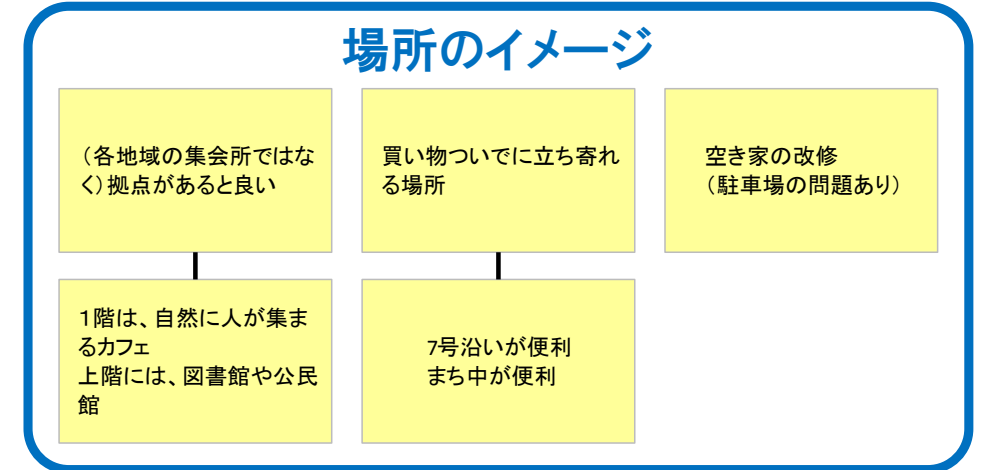 場所のイメージ
（各地域の集会所ではな
く）拠点があると良い
買い物ついでに立ち寄れ
る場所
空き家の改修
（駐車場の問題あり）
１階は、自然に人が集ま
るカフェ
上階には、図書館や公民
館
7号沿いが便利
まち中が便利